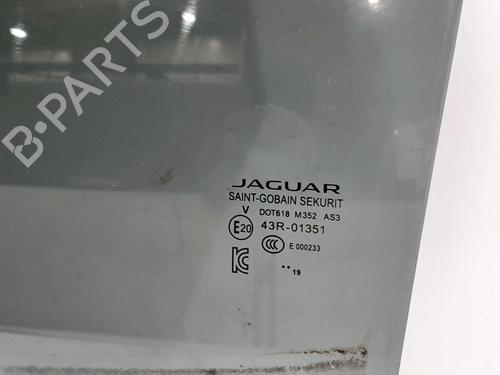 B-PARTS
JAGUAR
SAINT-GOBAIN SEKURIT
V DOT618 M352 AS3
E20 43R-01351
CCC E 000233
KC
••19